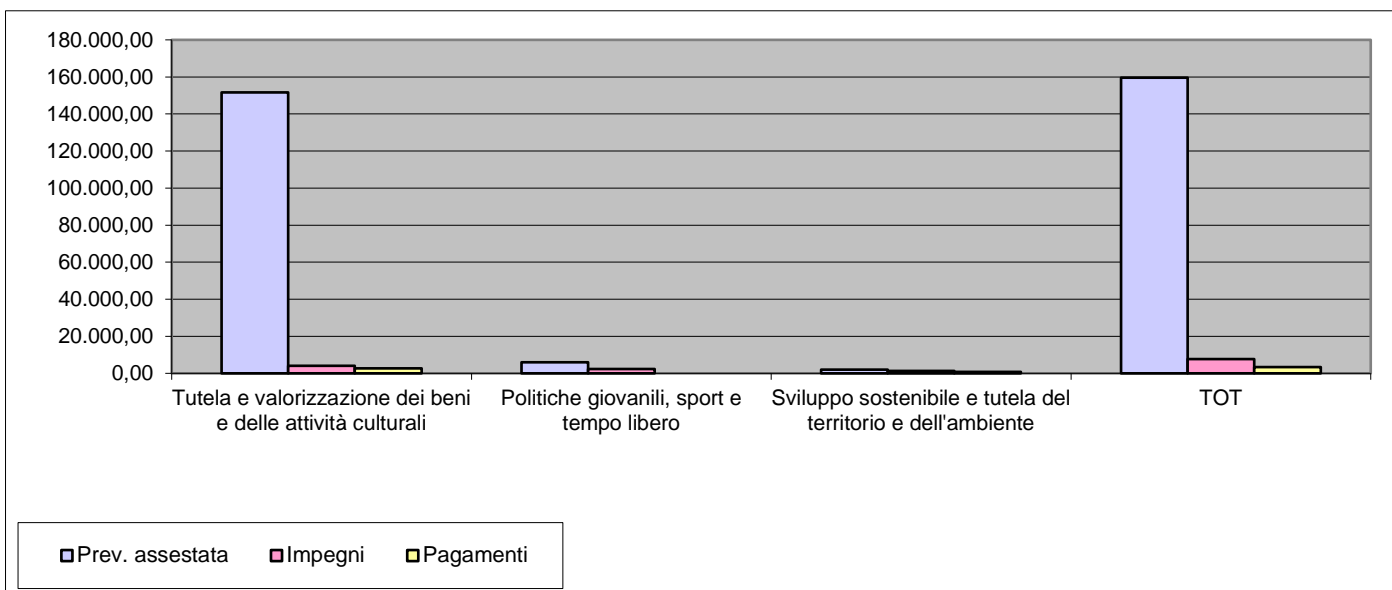 180.000,00
160.000,00
140.000,00
120.000,00
100.000,00
80.000,00
60.000,00
40.000,00
20.000,00
0,00
Tutela e valorizzazione dei beni
e delle attività culturali
Politiche giovanili, sport e
tempo libero
Sviluppo sostenibile e tutela del
territorio e dell'ambiente
TOT
Prev. assestata
Impegni
Pagamenti